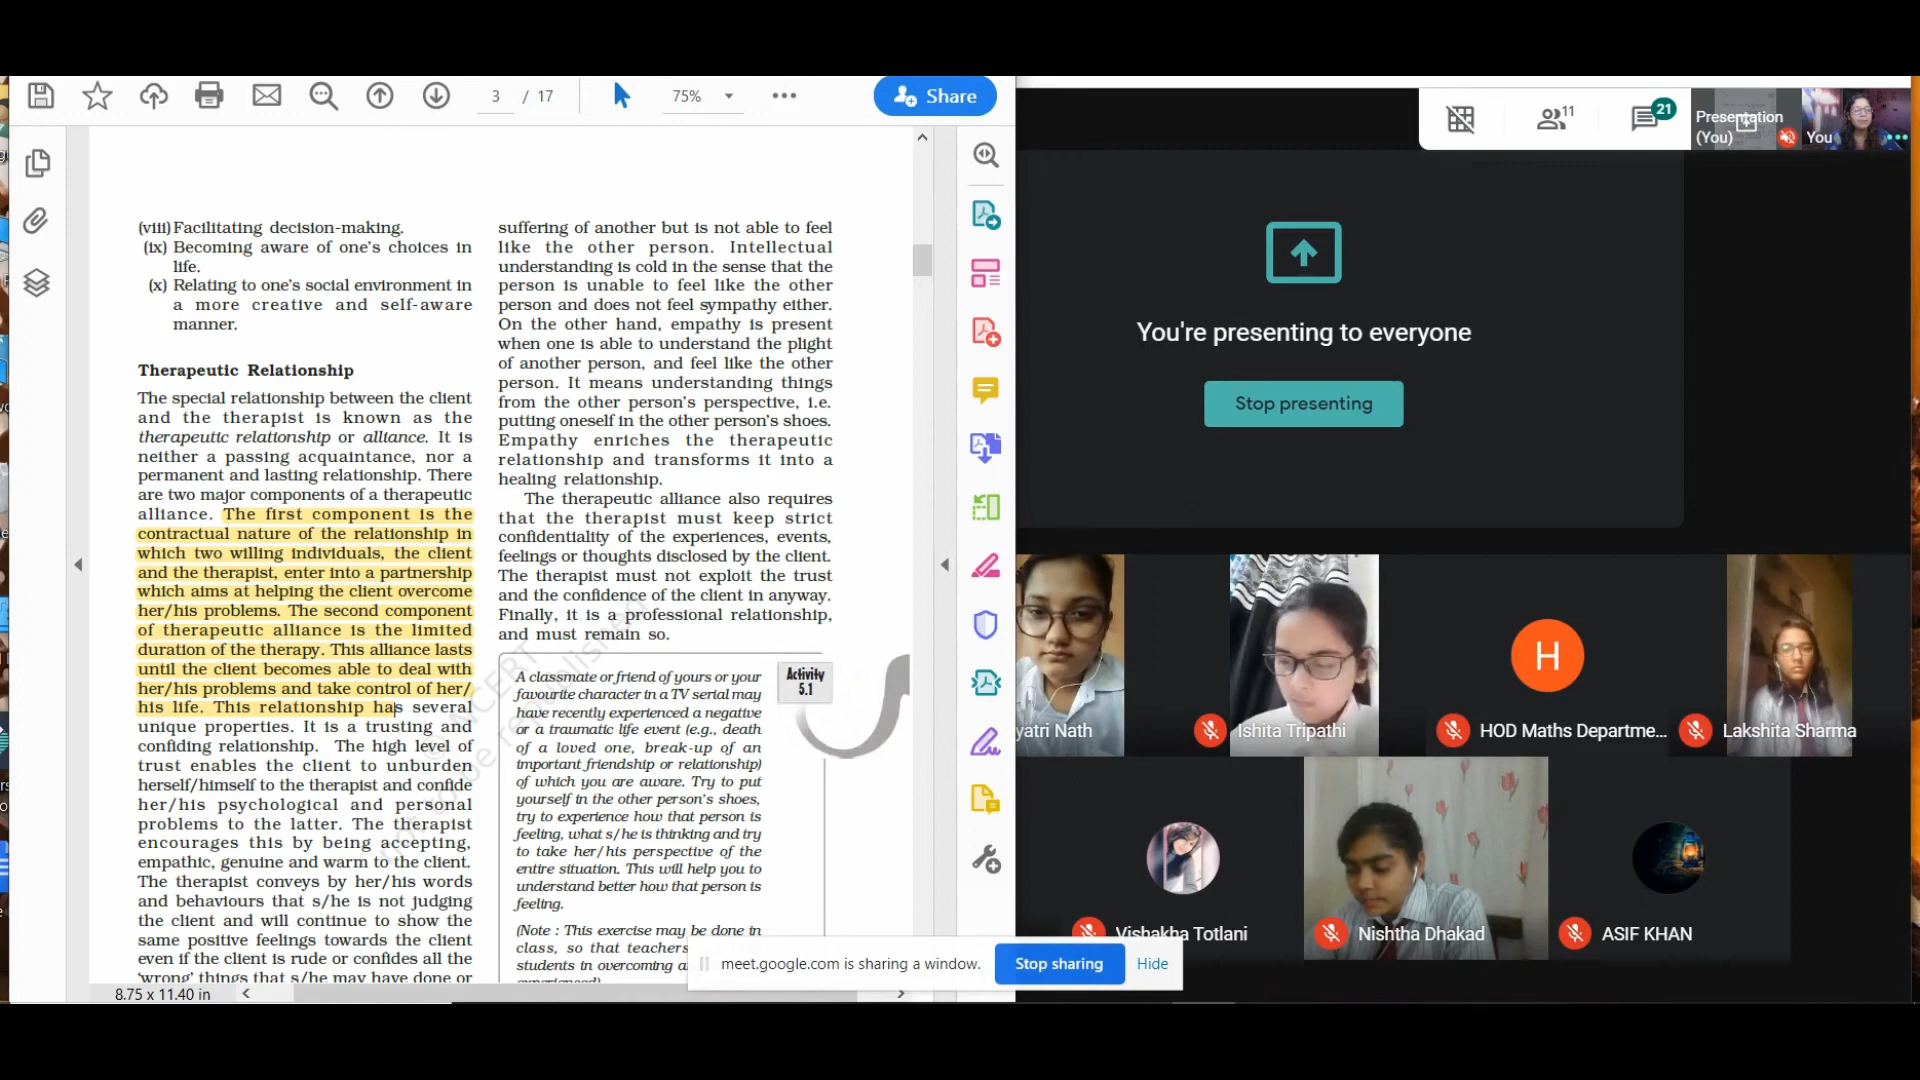 3 / 17
75%
Share
(viii) Facilitating decision-making.
(ix) Becoming aware of one's choices in
life.
(x) Relating to one's social environment in
a more creative and self-aware
manner.
Therapeutic Relationship
The special relationship between the client
and the therapist is known as the
therapeutic relationship or alliance. It is
neither a passing acquaintance, nor a
permanent and lasting relationship. There
are two major components of a therapeutic
alliance. The first component is the
contractual nature of the relationship in
which two willing individuals, the client
and the therapist, enter into a partnership
which aims at helping the client overcome
her/his problems. The second component
of therapeutic alliance is the limited
duration of the therapy. This alliance lasts
until the client becomes able to deal with
her/his problems and take control of her/
his life. This relationship has several
unique properties. It is a trusting and
confiding relationship. The high level of
trust enables the client to unburden
herself/himself to the therapist and confide
her/his psychological and personal
problems to the latter. The therapist
encourages this by being accepting,
empathic, genuine and warm to the client.
The therapist conveys by her/his words
and behaviours that s/he is not judging
the client and will continue to show the
same positive feelings towards the client
even if the client is rude or confides all the
'wrong' things that s/he may have done or
suffering of another but is not able to feel
like the other person. Intellectual
understanding is cold in the sense that the
person is unable to feel like the other
person and does not feel sympathy either.
On the other hand, empathy is present
when one is able to understand the plight
of another person, and feel like the other
person. It means understanding things
from the other person's perspective, i.e.
putting oneself in the other person's shoes.
Empathy enriches the therapeutic
relationship and transforms it into a
healing relationship.
The therapeutic alliance also requires
that the therapist must keep strict
confidentiality of the experiences, events,
feelings or thoughts disclosed by the client.
The therapist must not exploit the trust
and the confidence of the client in anyway.
Finally, it is a professional relationship,
and must remain so.
Activity
5.1
A classmate or friend of yours or your
favourite character in a TV serial may
have recently experienced a negative
or a traumatic life event (e.g., death
of a loved one, break-up of an
important friendship or relationship)
of which you are aware. Try to put
yourself in the other person's shoes,
try to experience how that person is
feeling, what s/he is thinking and try
to take her/his perspective of the
entire situation. This will help you to
understand better how that person is
feeling.
(Note : This exercise may be done in
class, so that teachers
students in overcoming
experienced)
© NCERT
not to be republished
8.75 x 11.40 in
meet.google.com is sharing a window.
Stop sharing
Hide
11
21
Presentation
(You)
You
You're presenting to everyone
Stop presenting
yatri Nath
Ishita Tripathi
H
HOD Maths Departme...
Lakshita Sharma
Vishakha Totlani
Nishtha Dhakad
ASIF KHAN